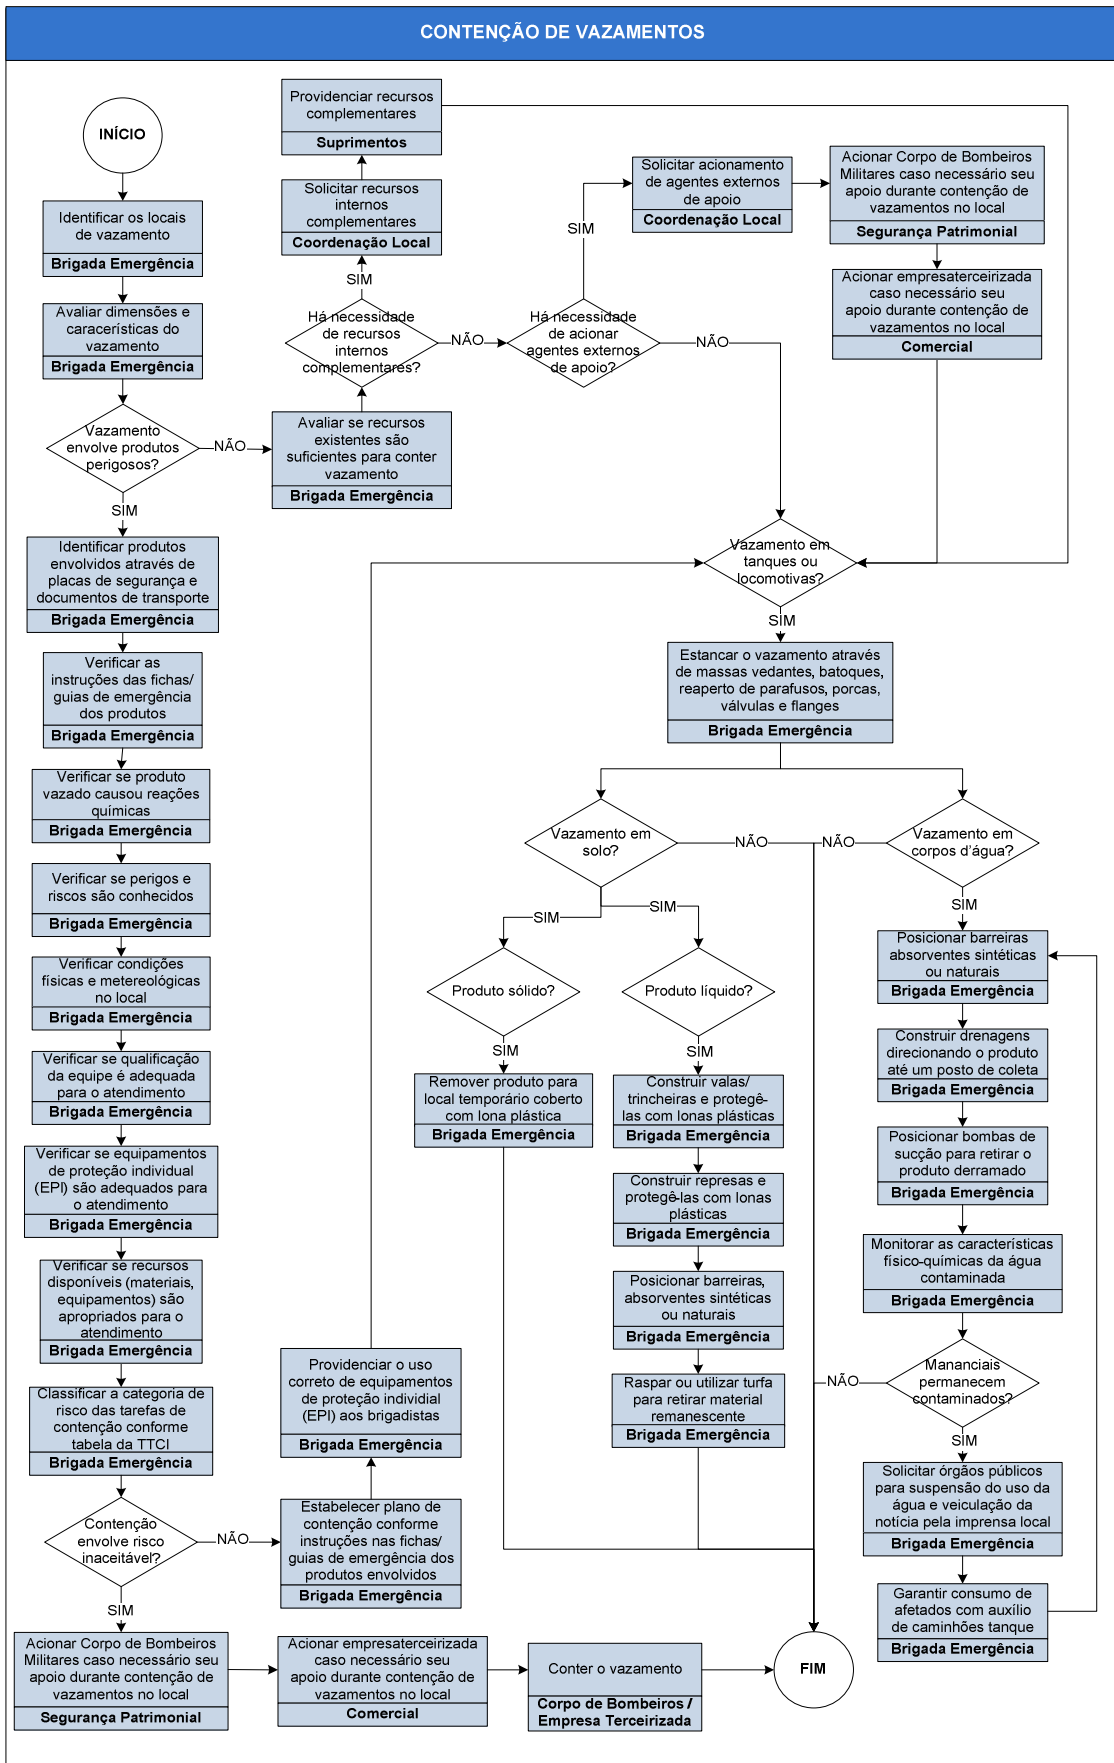 CONTENÇÃO DE VAZAMENTOS
INÍCIO
Identificar os locais
de vazamento
Brigada Emergência
Avaliar dimensões e
caracerísticas do
vazamento
Brigada Emergência
Vazamento
envolve produtos
perigosos?
NÃO
SIM
Avaliar se recursos
existentes são
suficientes para conter
vazamento
Brigada Emergência
Há necessidade
de recursos
internos
complementares?
SIM
NÃO
Solicitar recursos
internos
complementares
Coordenação Local
Providenciar recursos
complementares
Suprimentos
Há necessidade
de acionar
agentes externos
de apoio?
SIM
NÃO
Solicitar acionamento
de agentes externos
de apoio
Coordenação Local
Acionar Corpo de Bombeiros
Militares caso necessário seu
apoio durante contenção de
vazamentos no local
Segurança Patrimonial
Acionar empresaterceirizada
caso necessário seu
apoio durante contenção de
vazamentos no local
Comercial
Identificar produtos
envolvidos através de
placas de segurança e
documentos de transporte
Brigada Emergência
Verificar as
instruções das fichas/
guias de emergência
dos produtos
Brigada Emergência
Verificar se produto
vazado causou reações
químicas
Brigada Emergência
Verificar se perigos e
riscos são conhecidos
Brigada Emergência
Verificar condições
físicas e metereológicas
no local
Brigada Emergência
Verificar se qualificação
da equipe é adequada
para o atendimento
Brigada Emergência
Verificar se equipamentos
de proteção individual
(EPI) são adequados para
o atendimento
Brigada Emergência
Verificar se recursos
disponíveis (materiais,
equipamentos) são
apropriados para o
atendimento
Brigada Emergência
Classificar a categoria de
risco das tarefas de
contenção conforme
tabela da TTCI
Brigada Emergência
Contenção
envolve risco
inaceitável?
NÃO
SIM
Estabelecer plano de
contenção conforme
instruções nas fichas/
guias de emergência dos
produtos envolvidos
Brigada Emergência
Providenciar o uso
correto de equipamentos
de proteção individial
(EPI) aos brigadistas
Brigada Emergência
Acionar Corpo de Bombeiros
Militares caso necessário seu
apoio durante contenção de
vazamentos no local
Segurança Patrimonial
Acionar empresaterceirizada
caso necessário seu
apoio durante contenção de
vazamentos no local
Comercial
Conter o vazamento
Corpo de Bombeiros /
Empresa Terceirizada
FIM
Vazamento em
tanques ou
locomotivas?
SIM
Estancar o vazamento através
de massas vedantes, batoques,
reaperto de parafusos, porcas,
válvulas e flanges
Brigada Emergência
Vazamento em
solo?
NÃO
NÃO
Vazamento em
corpos d'água?
SIM
SIM
SIM
Produto sólido?
Produto líquido?
SIM
SIM
Remover produto para
local temporário coberto
com lona plástica
Brigada Emergência
Construir valas/
trincheiras e protegê-
las com lonas plásticas
Brigada Emergência
Construir represas e
protegê-las com lonas
plásticas
Brigada Emergência
Posicionar barreiras,
absorventes sintéticas
ou naturais
Brigada Emergência
Raspar ou utilizar turfa
para retirar material
remanescente
Brigada Emergência
Posicionar barreiras
absorventes sintéticas
ou naturais
Brigada Emergência
Construir drenagens
direcionando o produto
até um posto de coleta
Brigada Emergência
Posicionar bombas de
sucção para retirar o
produto derramado
Brigada Emergência
Monitorar as características
físico-químicas da água
contaminada
Brigada Emergência
Mananciais
permanecem
contaminados?
NÃO
SIM
Solicitar órgãos públicos
para suspensão do uso da
água e veiculação da
notícia pela imprensa local
Brigada Emergência
Garantir consumo de
afetados com auxílio
de caminhões tanque
Brigada Emergência